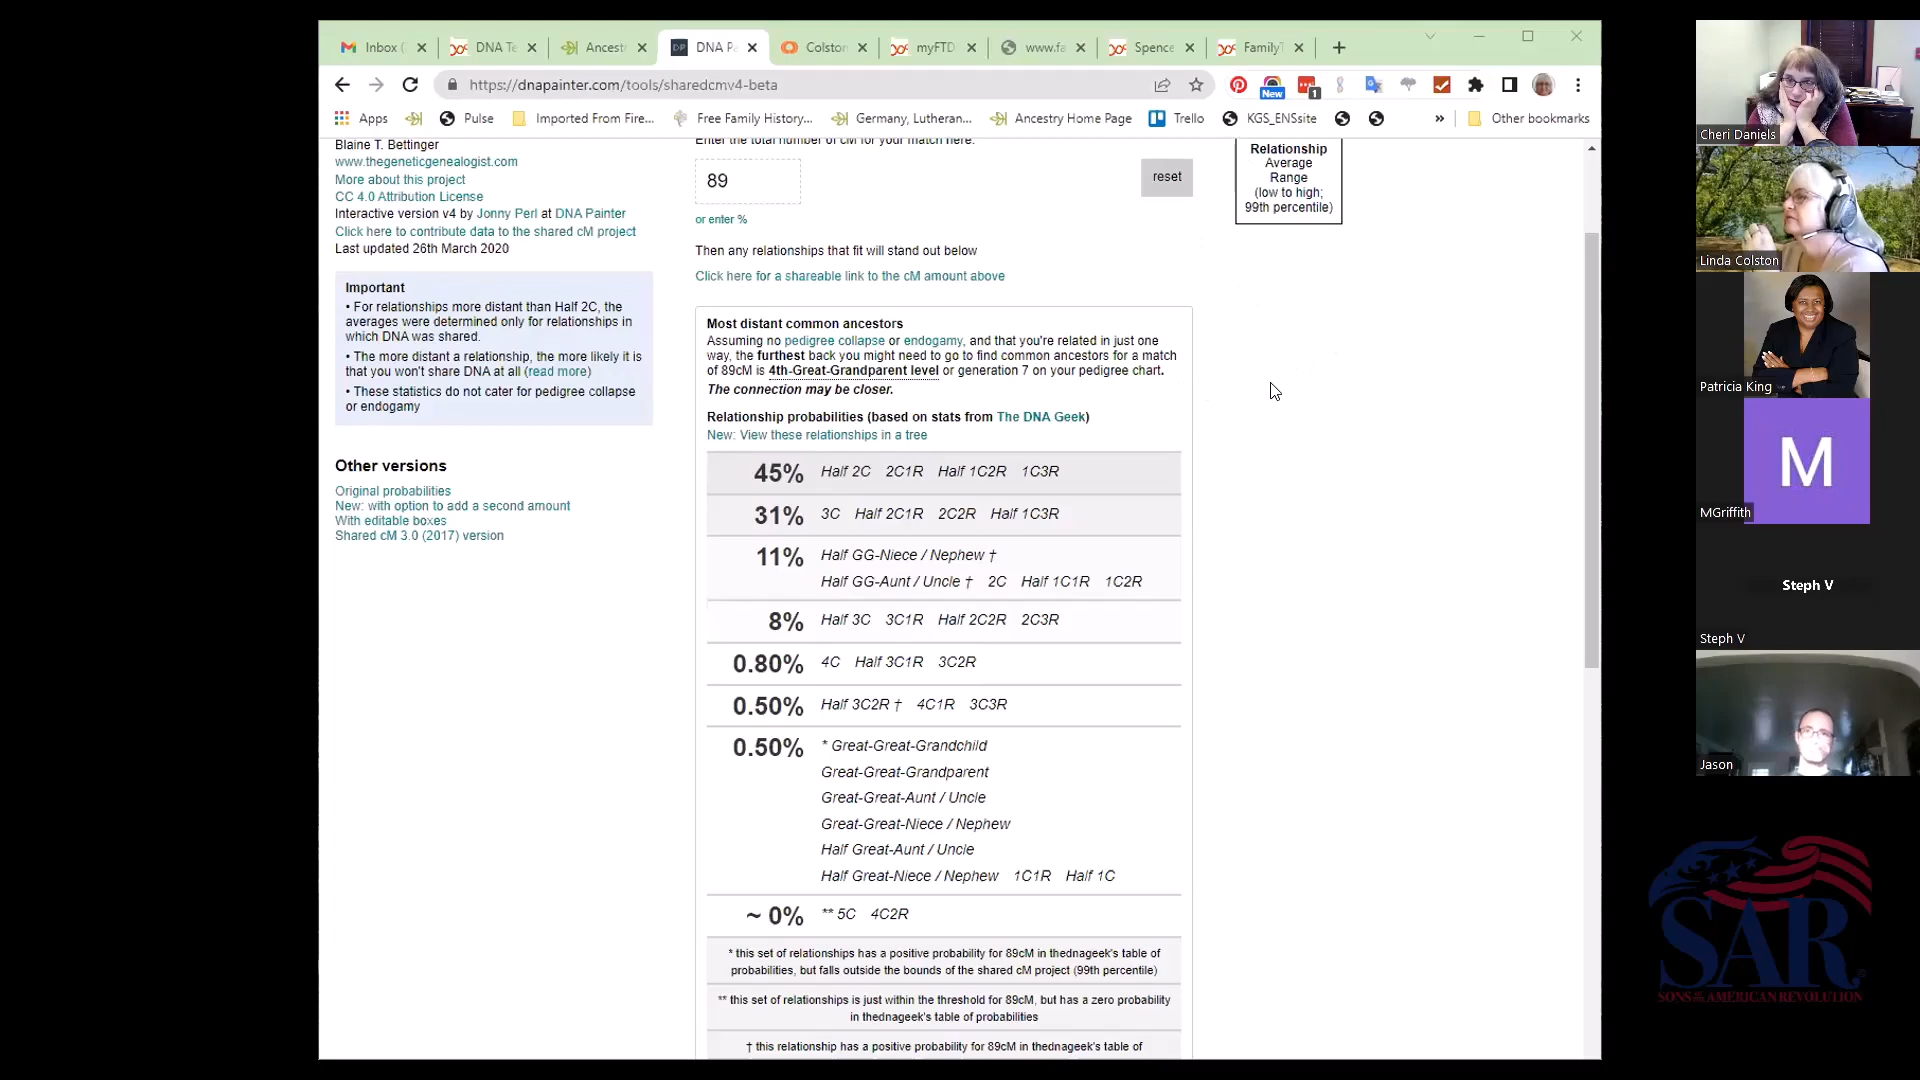 Inbox (
DNA Te
Ancest
DNA Pa
Colston
myFTD
www.fa
Spence
FamilyT
https://dnapainter.com/tools/sharedcmv4-beta
New
1
Apps
Pulse
Imported From Fire...
Free Family History...
Germany, Lutheran...
Ancestry Home Page
Trello
KGS_ENSsite
»
Other bookmarks
Blaine T. Bettinger
www.thegeneticgenealogist.com
More about this project
CC 4.0 Attribution License
Interactive version v4 by Jonny Perl at DNA Painter
Click here to contribute data to the shared cM project
Last updated 26th March 2020
Important
• For relationships more distant than Half 2C, the
averages were determined only for relationships in
which DNA was shared.
• The more distant a relationship, the more likely it is
that you won't share DNA at all (read more)
• These statistics do not cater for pedigree collapse
or endogamy
Other versions
Original probabilities
New: with option to add a second amount
With editable boxes
Shared cM 3.0 (2017) version
Enter the total number of cM for your match here:
89
reset
or enter %
Then any relationships that fit will stand out below
Click here for a shareable link to the cM amount above
Relationship
Average
Range
(low to high;
99th percentile)
Most distant common ancestors
Assuming no pedigree collapse or endogamy, and that you're related in just one
way, the furthest back you might need to go to find common ancestors for a match
of 89cM is 4th-Great-Grandparent level or generation 7 on your pedigree chart.
The connection may be closer.
Relationship probabilities (based on stats from The DNA Geek)
New: View these relationships in a tree
45% Half 2C 2C1R Half 1C2R 1C3R
31% 3C Half 2C1R 2C2R Half 1C3R
11% Half GG-Niece / Nephew †
Half GG-Aunt / Uncle † 2C Half 1C1R 1C2R
8% Half 3C 3C1R Half 2C2R 2C3R
0.80% 4C Half 3C1R 3C2R
0.50% Half 3C2R † 4C1R 3C3R
0.50% * Great-Great-Grandchild
Great-Great-Grandparent
Great-Great-Aunt / Uncle
Great-Great-Niece / Nephew
Half Great-Aunt / Uncle
Half Great-Niece / Nephew 1C1R Half 1C
~ 0% ** 5C 4C2R
* this set of relationships has a positive probability for 89cM in thednageek's table of
probabilities, but falls outside the bounds of the shared cM project (99th percentile)
** this set of relationships is just within the threshold for 89cM, but has a zero probability
in thednageek's table of probabilities
† this relationship has a positive probability for 89cM in thednageek's table of
Cheri Daniels
Linda Colston
Patricia King
M
MGriffith
Steph V
Steph V
Jason
SAR
SONS OF THE AMERICAN REVOLUTION